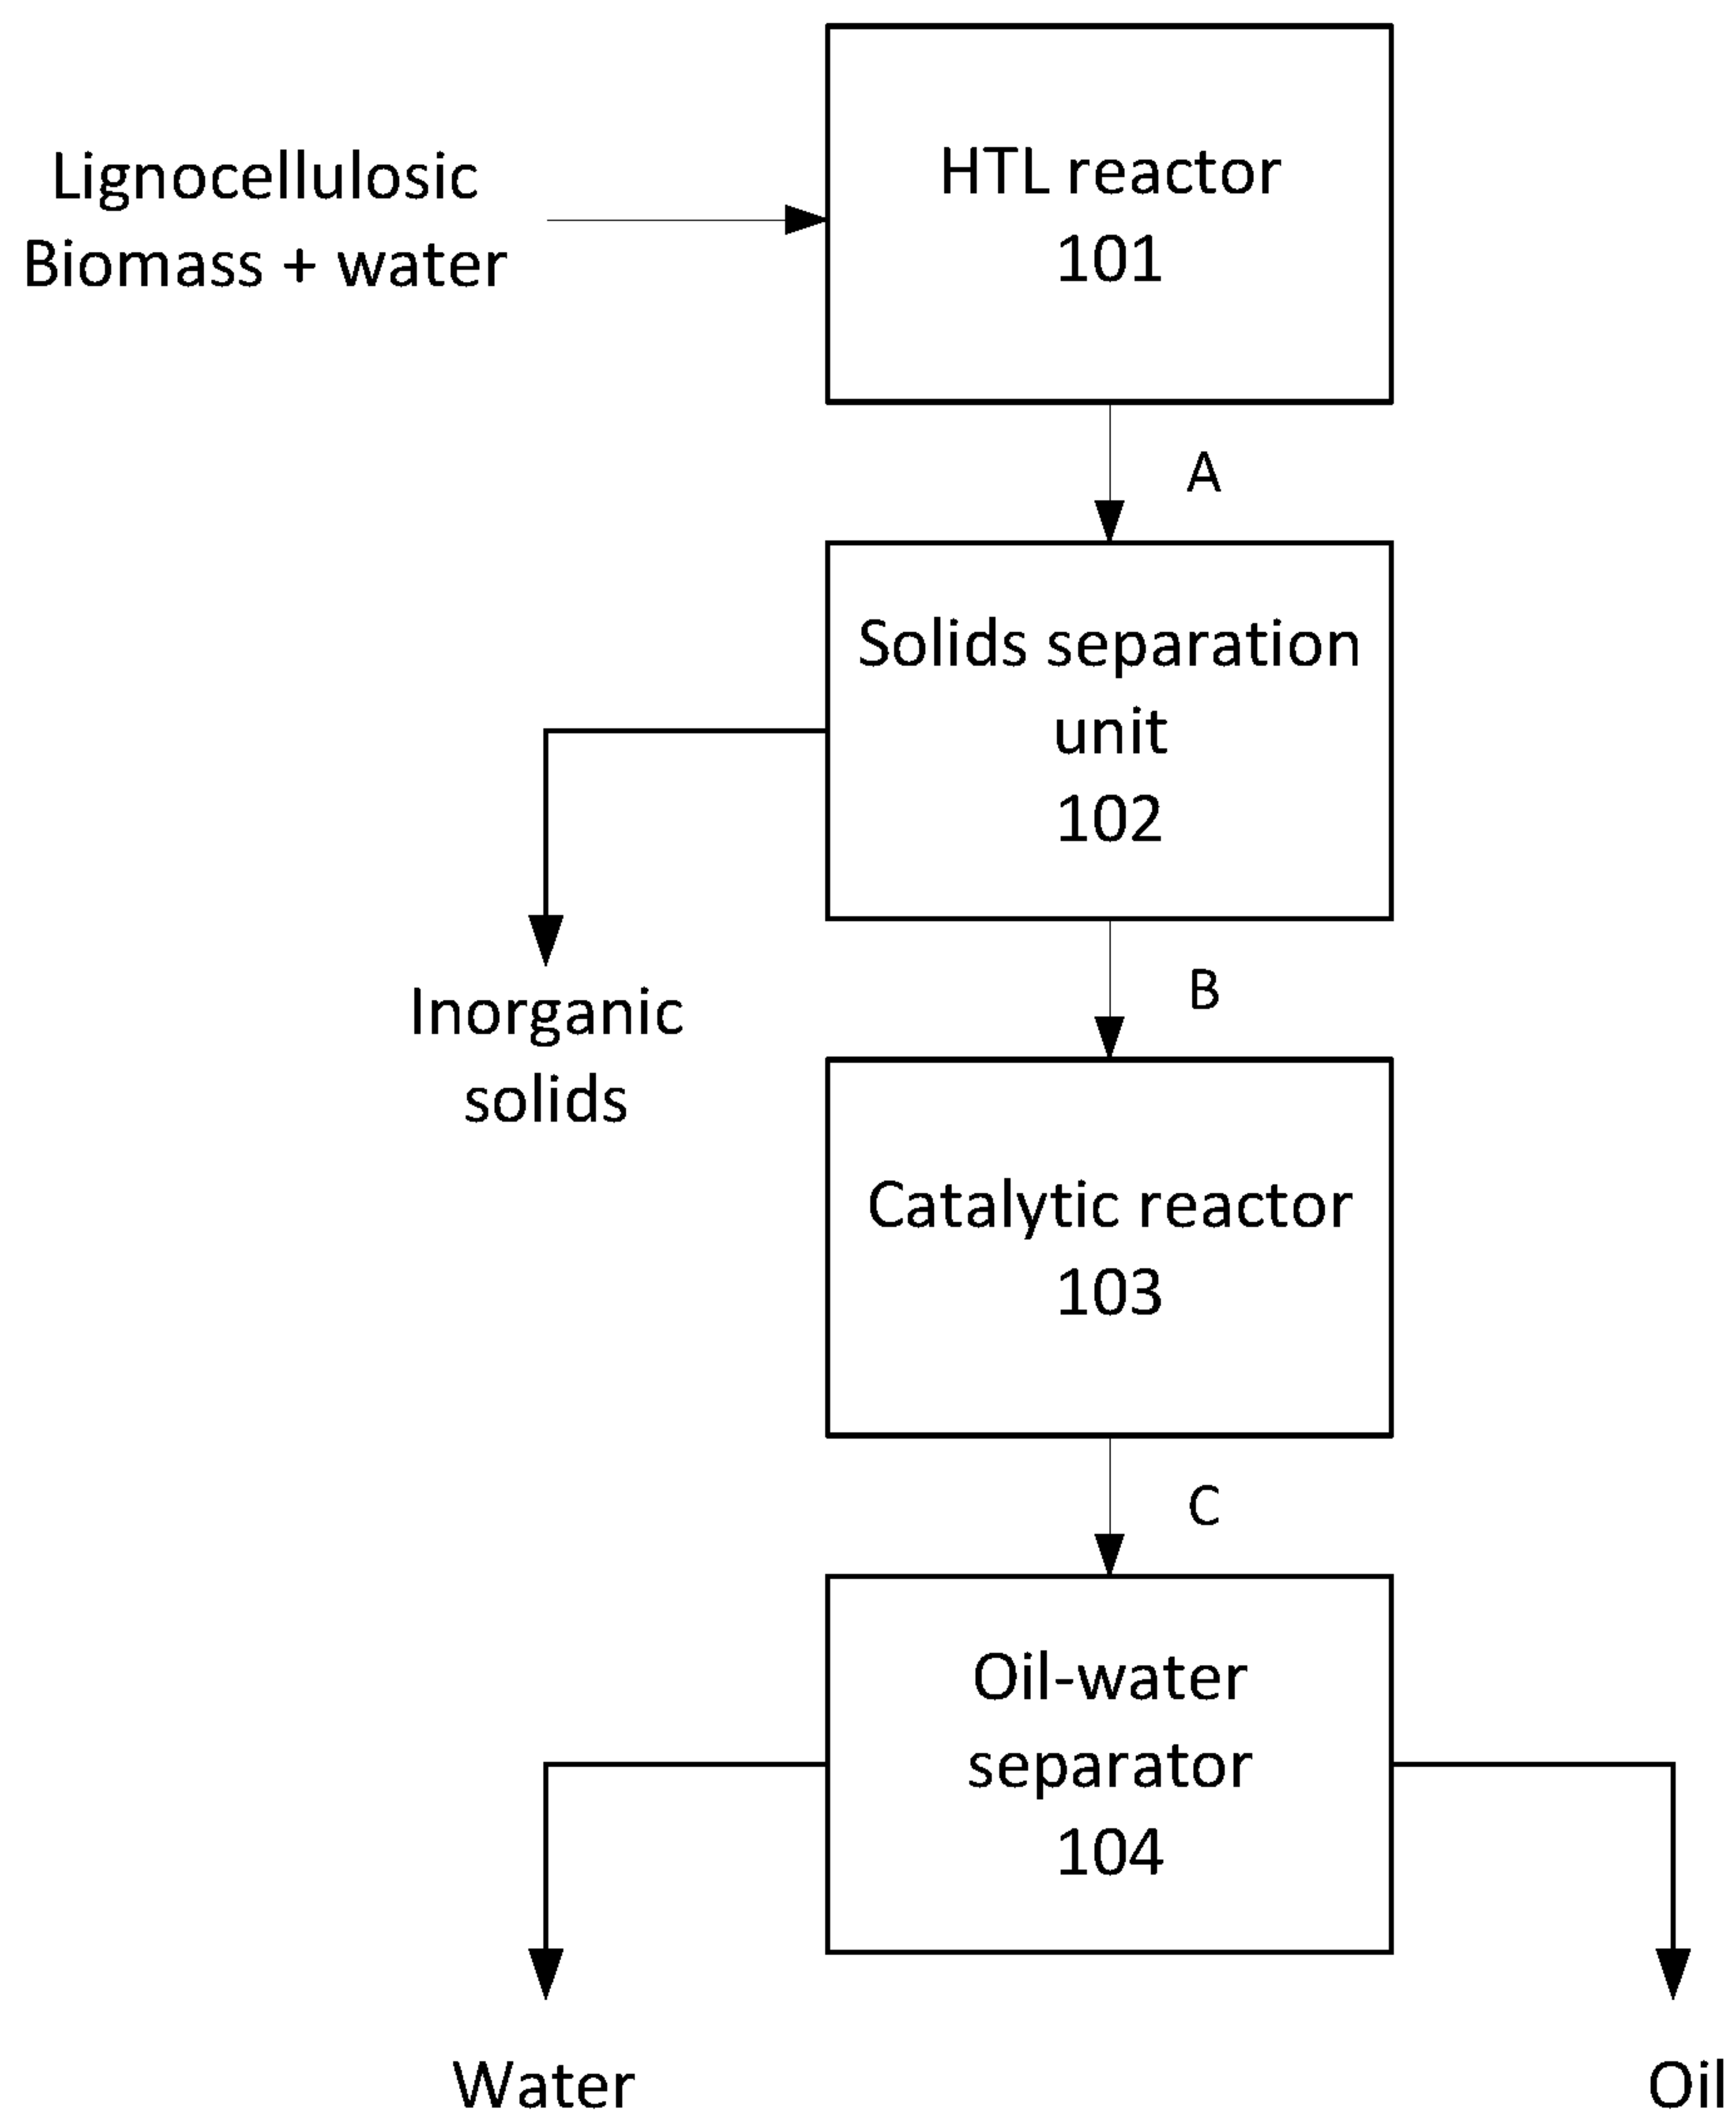 Lignocellulosic
Biomass + water
HTL reactor
101
A
Solids separation
unit
102
Inorganic
solids
B
Catalytic reactor
103
C
Oil-water
separator
104
Water
Oil